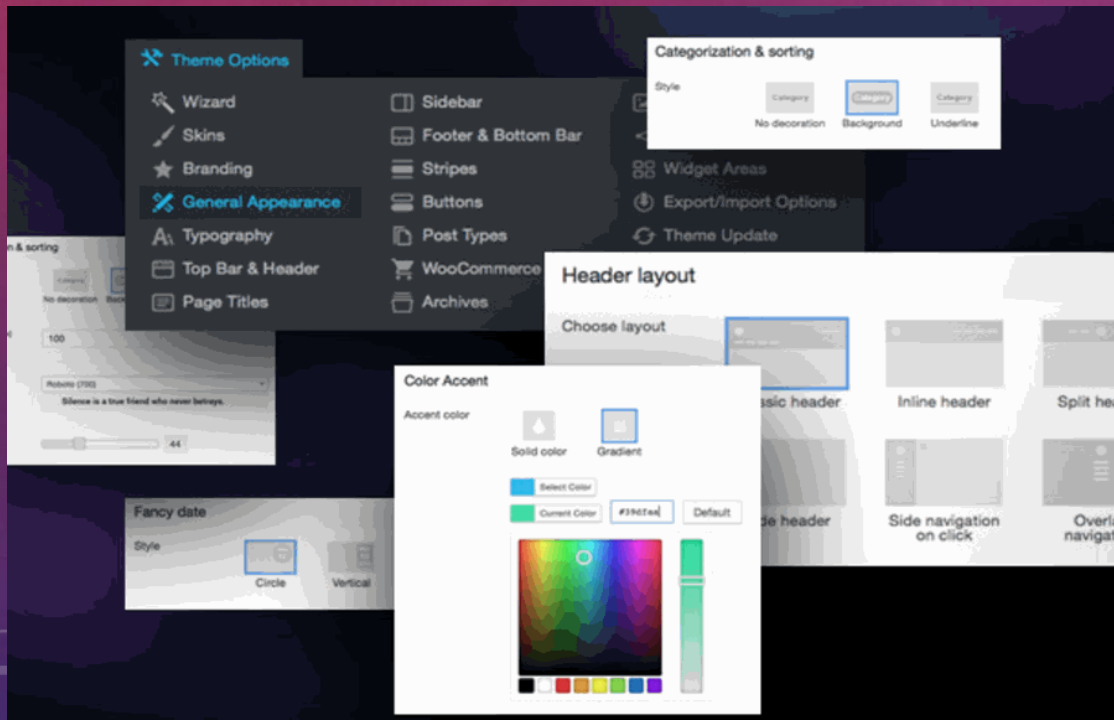 Theme Options
Wizard
Skins
Branding
General Appearance
Typography
Top Bar & Header
Page Titles
Sidebar
Footer & Bottom Bar
Stripes
Buttons
Post Types
WooCommerce
Archives
Widget Areas
Export/Import Options
Theme Update
Categorization & sorting
Style
Category
Category
Category
No decoration
Background
Underline
n & sorting
Category
No decoration
Back
100
Roboto (700)
Silence is a true friend who never betrays.
44
Header layout
Choose layout
ssic header
Inline header
Split hea
de header
Side navigation
on click
Overla
navigat
Fancy date
Style
Circle
Vertical
Color Accent
Accent color
Solid color
Gradient
Select Color
Current Color
Default